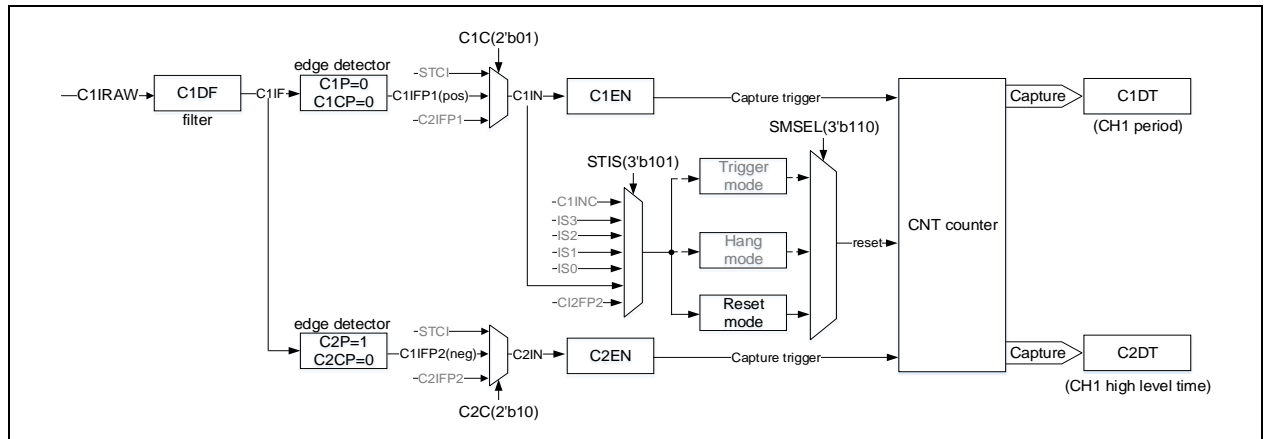 C1C(2'b01)
edge detector
STCI
C1IRAW
C1DF
C1IF
C1P=0
C1CP=0
C1IFP1(pos)
C1IN
C1EN
Capture trigger
Capture
C1DT
filter
C2IFP1
(CH1 period)
SMSEL(3'b110)
STIS(3'b101)
Trigger
mode
C1INC
IS3
IS2
IS1
IS0
CI2FP2
Hang
mode
reset
CNT counter
Reset
mode
edge detector
STCI
C2P=1
C2CP=0
C1IFP2(neg)
C2IN
C2EN
Capture trigger
Capture
C2DT
C2IFP2
(CH1 high level time)
C2C(2'b10)